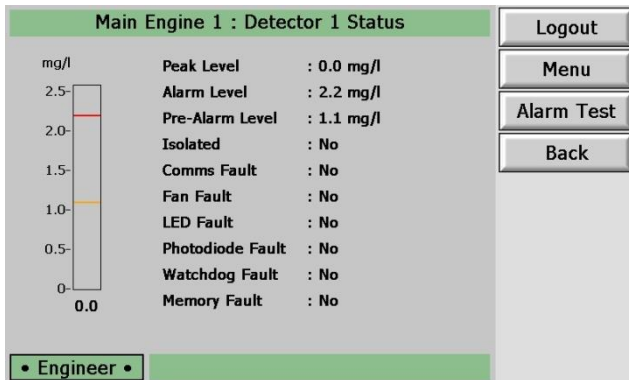 Main Engine 1 : Detector 1 Status
Logout
Menu
Alarm Test
Back
mg/l
2.5-
2.0-
1.5-
1.0-
0.5-
0-
0.0
Peak Level : 0.0 mg/l
Alarm Level : 2.2 mg/l
Pre-Alarm Level : 1.1 mg/l
Isolated : No
Comms Fault : No
Fan Fault : No
LED Fault : No
Photodiode Fault : No
Watchdog Fault : No
Memory Fault : No
• Engineer •